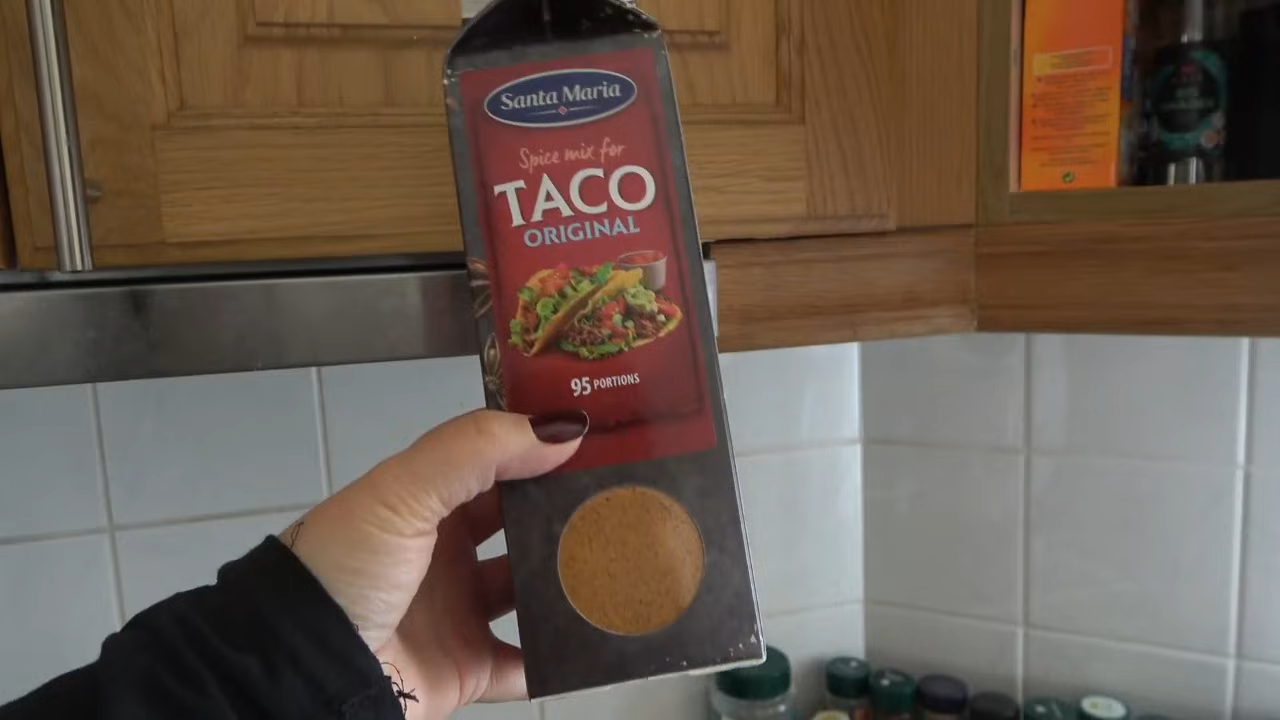 Santa Maria
Spice mix for
TACO
ORIGINAL
95 PORTIONS